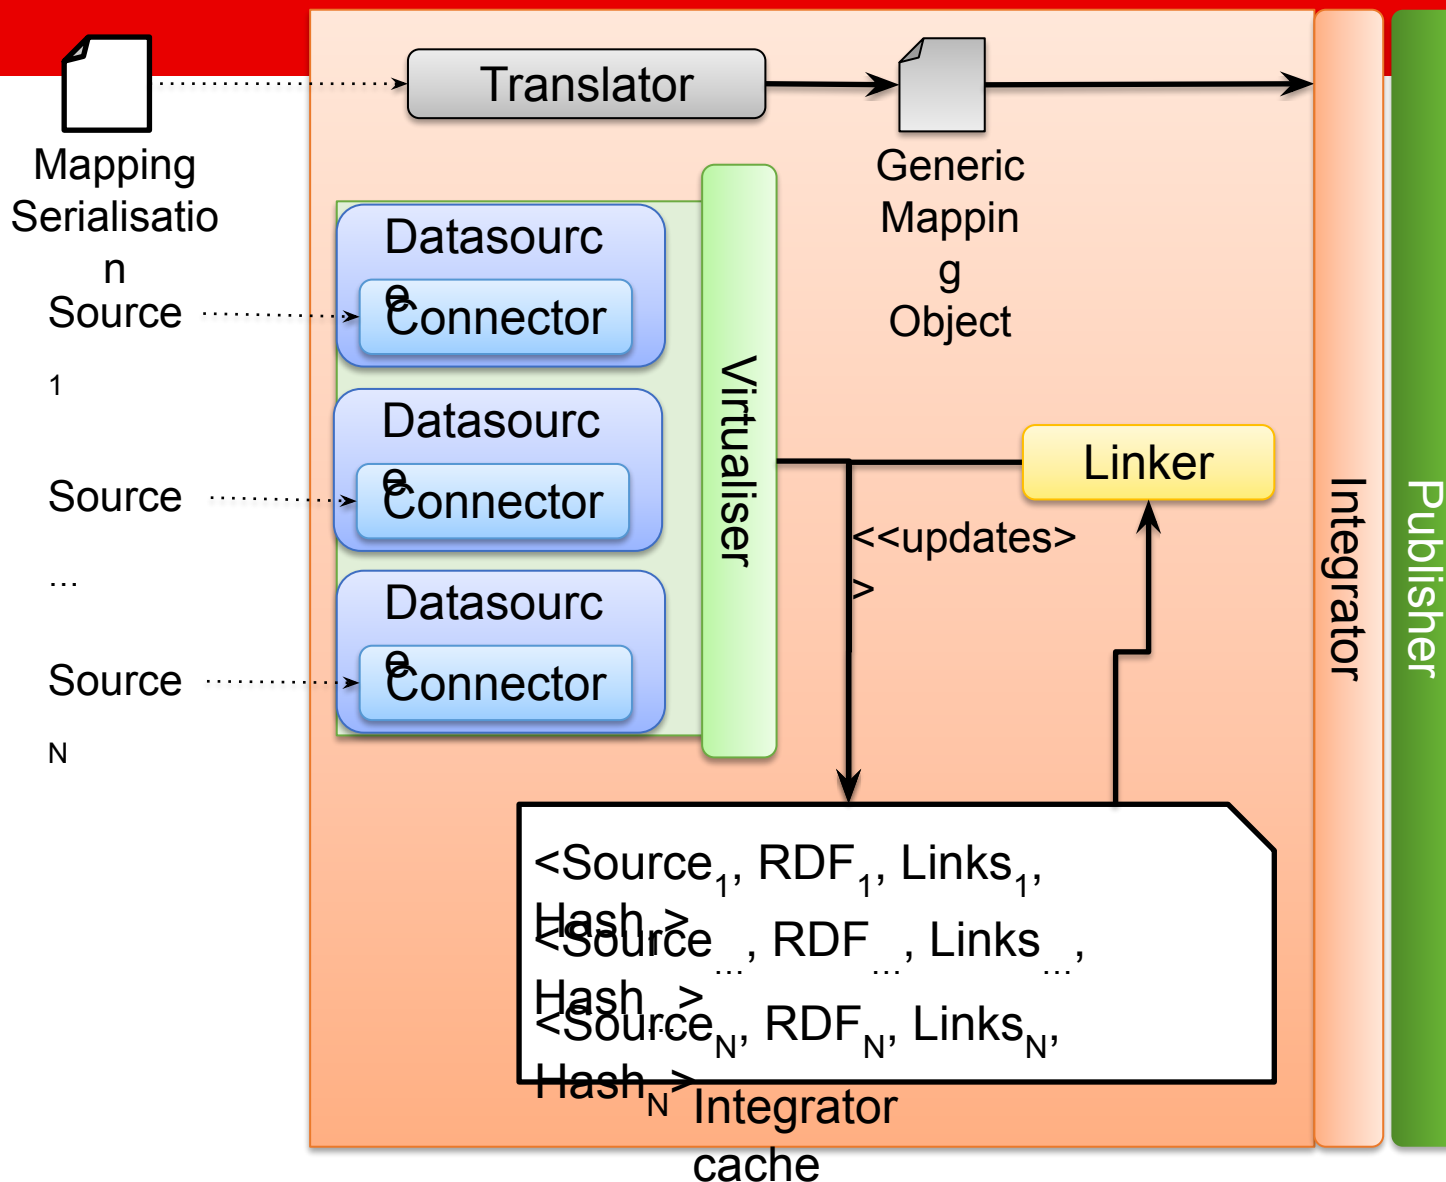 Translator
Mapping
Serialisatio
n
Generic
Mappin
g
Object
Source
1
Source
...
Source
N
Datasourc
e
Connector
Datasourc
e
Connector
Datasourc
e
Connector
Virtualiser
Linker
<<updates>
>
Integrator
Publisher
<Source1, RDF1, Links1,
Hash1>
<Source..., RDF..., Links...,
Hash...>
<SourceN, RDFN, LinksN,
HashN>
Integrator
cache